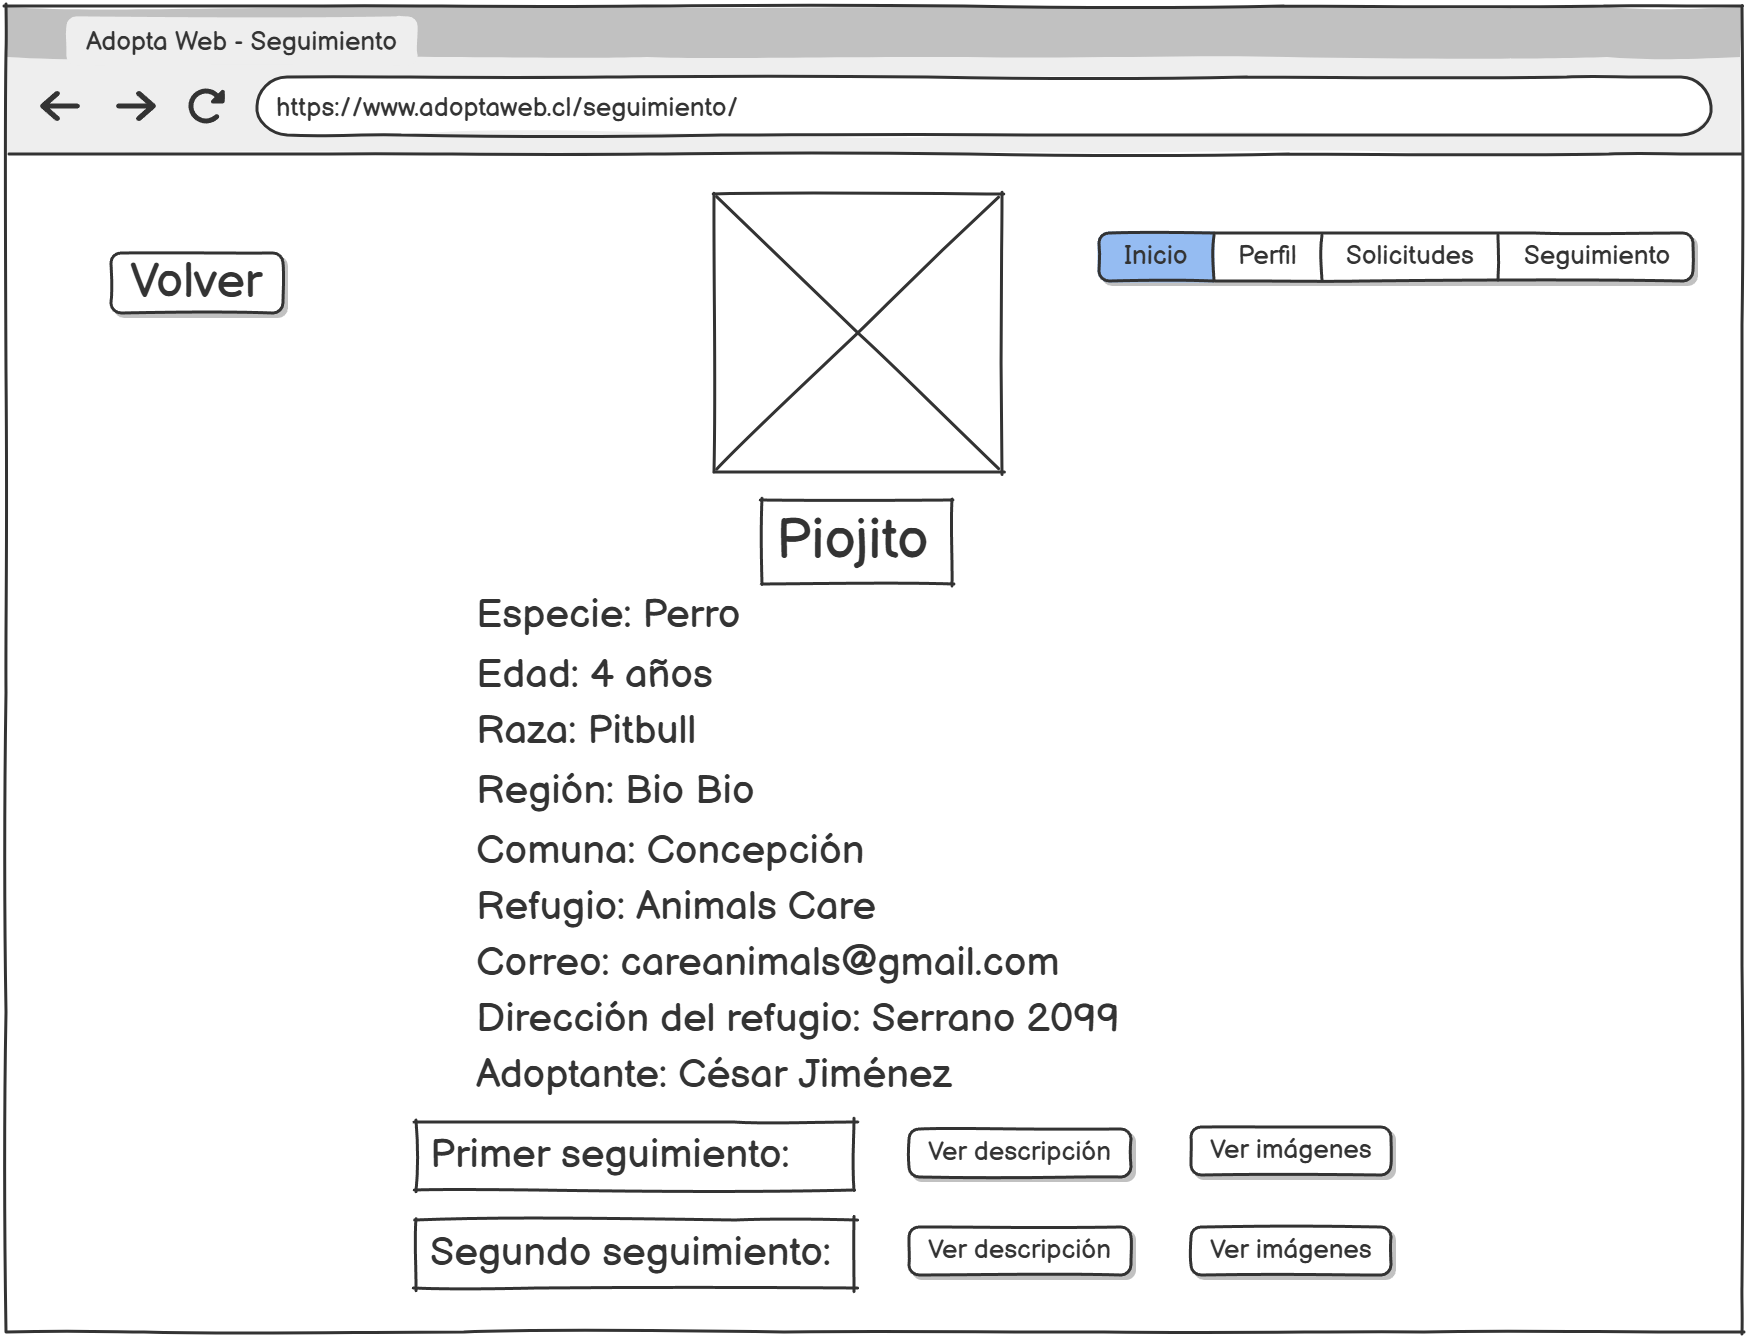 Adopta Web - Seguimiento
https://www.adoptaweb.cl/seguimiento/
Volver
Inicio Perfil Solicitudes Seguimiento
Piojito
Especie: Perro
Edad: 4 años
Raza: Pitbull
Región: Bio Bio
Comuna: Concepción
Refugio: Animals Care
Correo: careanimals@gmail.com
Dirección del refugio: Serrano 2099
Adoptante: César Jiménez
Primer seguimiento: Ver descripción Ver imágenes
Segundo seguimiento: Ver descripción Ver imágenes